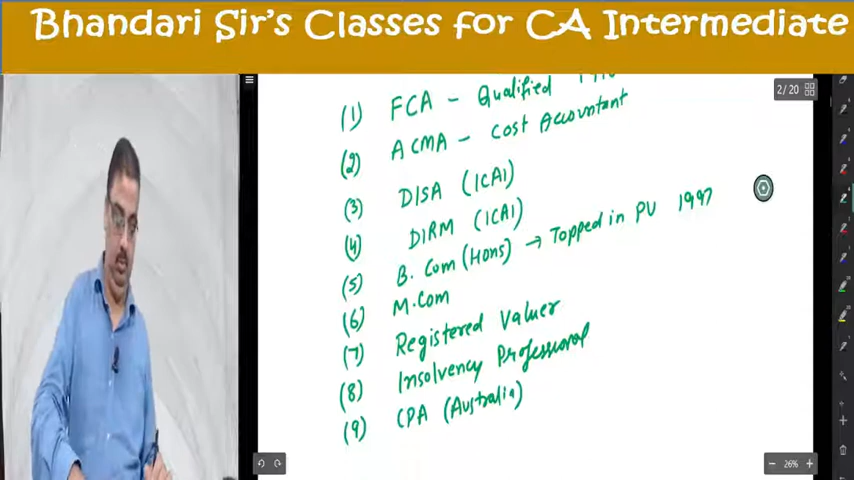 Bhandari Sir's Classes for CA Intermediate
2/20
(1) FCA - Qualified
(2) ACMA - Cost Accountant
(3) DISA (ICAI)
(4) DIRM (ICAI)
(5) B. Com (Hons) → Topped in PU 1997
(6) M.Com
(7) Registered Valuer
(8) Insolvency Professional
(9) CPA (Australia)
26%